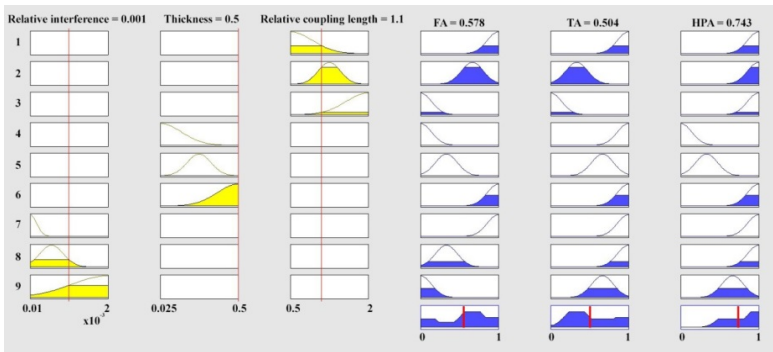 Relative interference = 0.001 Thickness = 0.5 Relative coupling length = 1.1 FA = 0.578 TA = 0.504 HPA = 0.743
1
2
3
4
5
6
7
8
9
0.01 2 0.025 0.5 0.5 2
x10⁻³
0 1 0 1 0 1